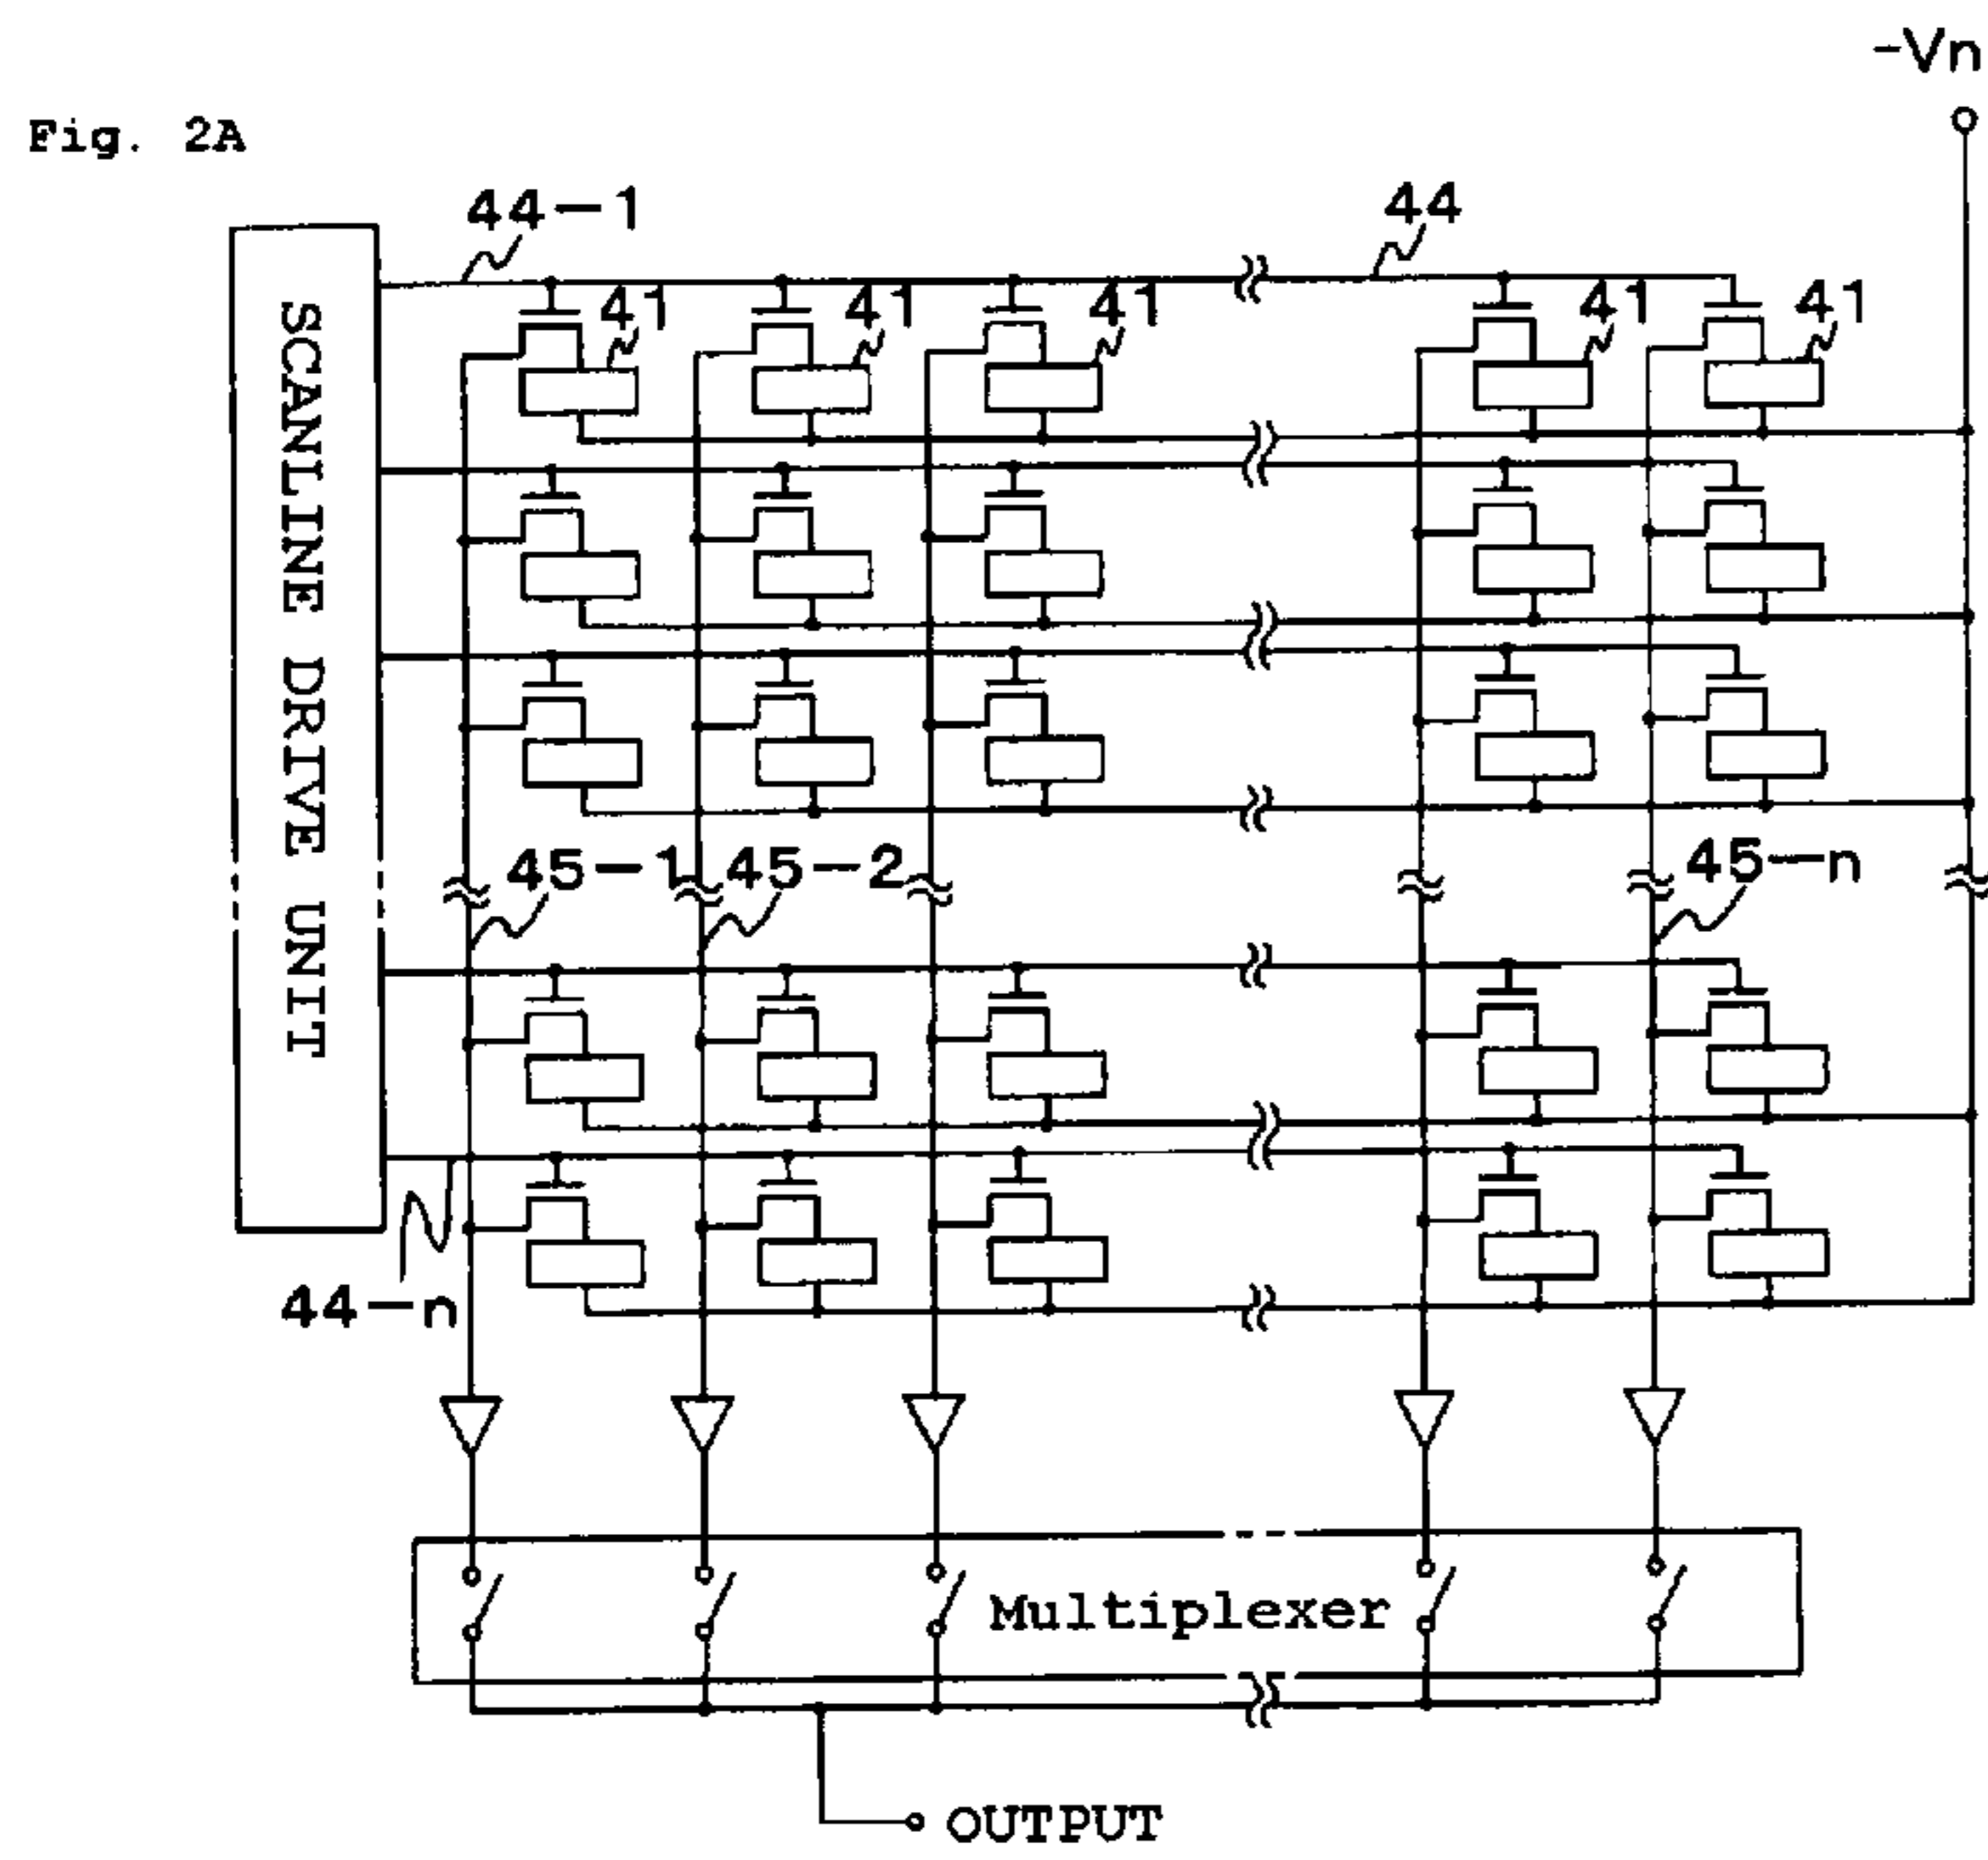 -Vn
Fig. 2A
44-1
44
41
41
41
41
41
SCANLINE DRIVE UNIT
45-1
45-2
45-n
44-n
Multiplexer
OUTPUT